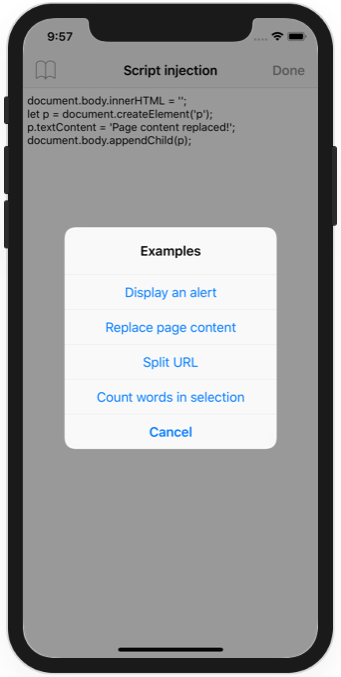 9:57
Script injection
Done
document.body.innerHTML = '';
let p = document.createElement('p');
p.textContent = 'Page content replaced!';
document.body.appendChild(p);
Examples
Display an alert
Replace page content
Split URL
Count words in selection
Cancel